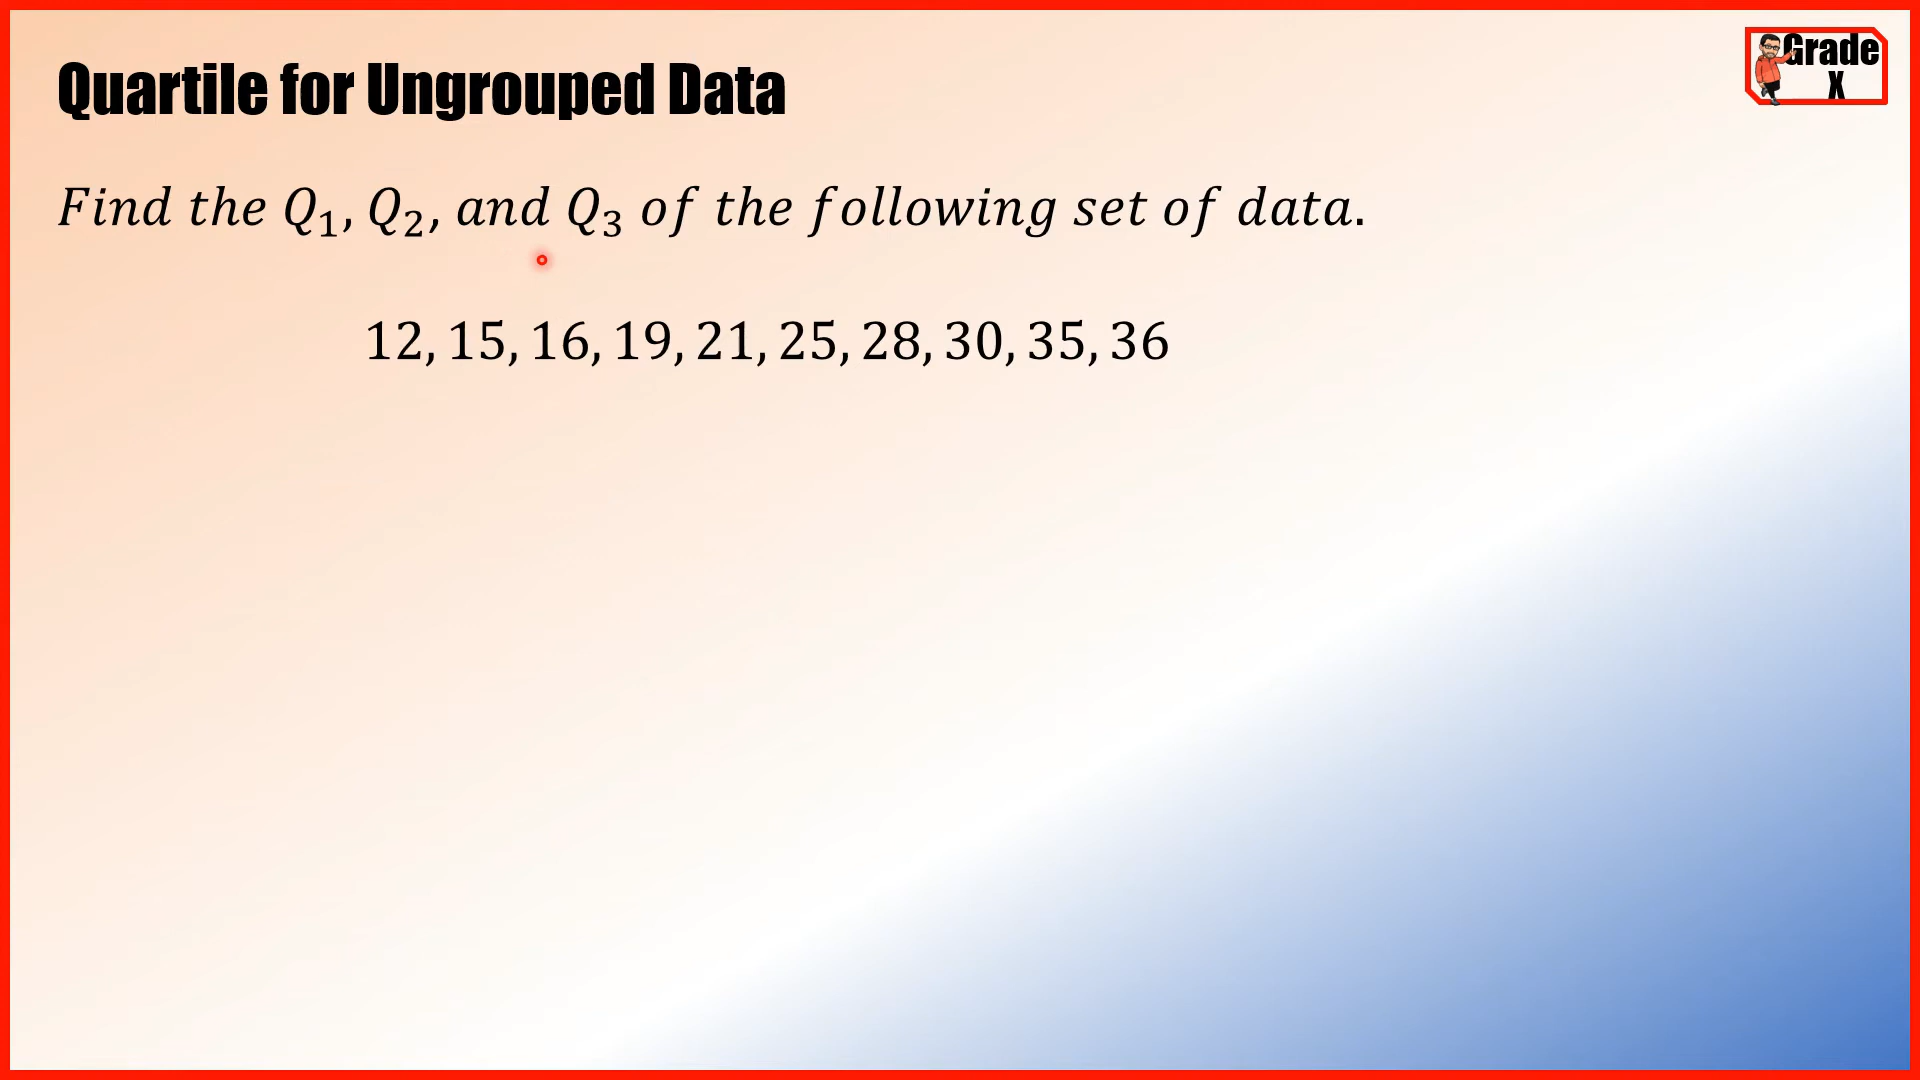 Quartile for Ungrouped Data
Grade
X
Find the Q₁, Q₂, and Q₃ of the following set of data.
12, 15, 16, 19, 21, 25, 28, 30, 35, 36